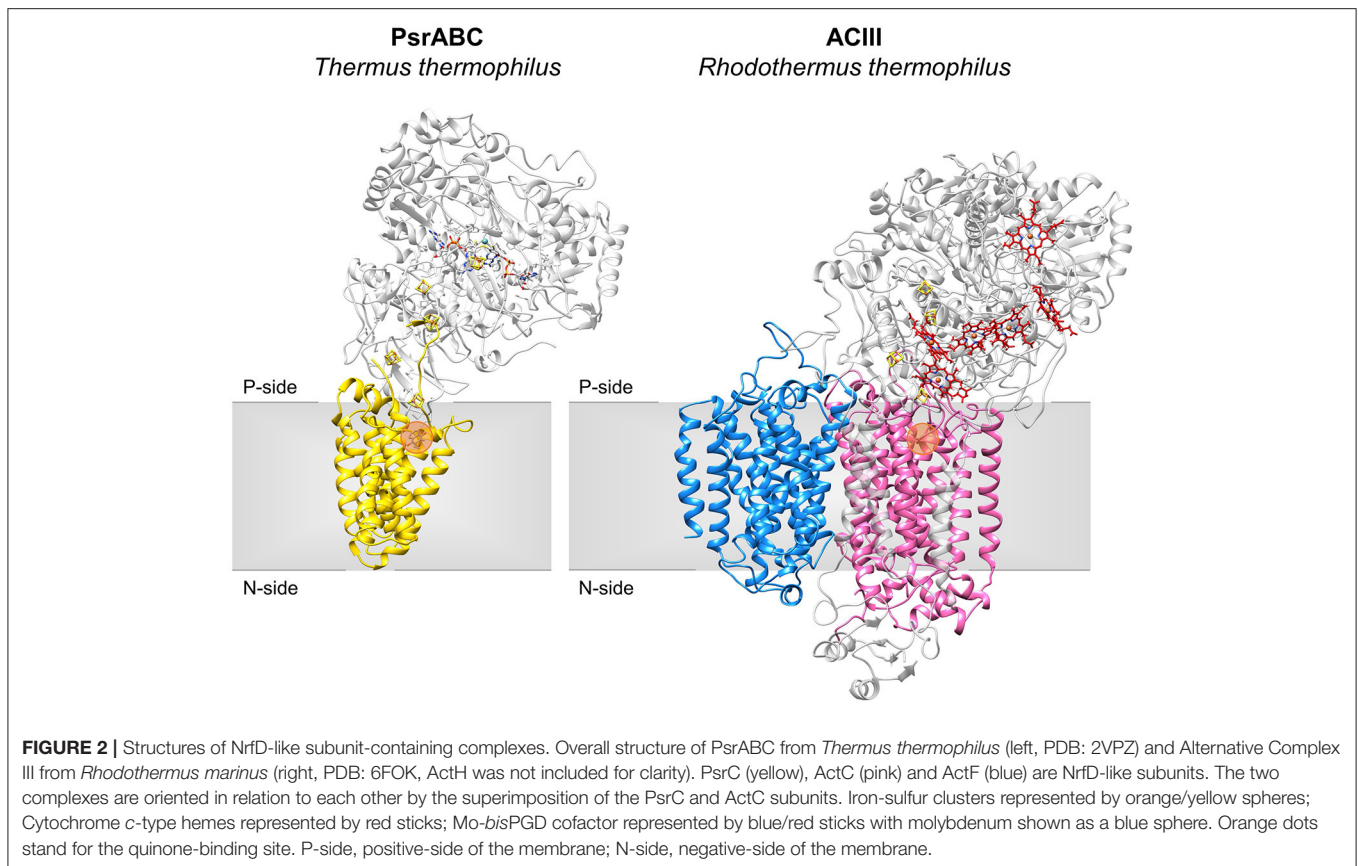 PsrABC
Thermus thermophilus
ACIII
Rhodothermus thermophilus
P-side
N-side
P-side
N-side
FIGURE 2 | Structures of NrfD-like subunit-containing complexes. Overall structure of PsrABC from Thermus thermophilus (left, PDB: 2VPZ) and Alternative Complex
III from Rhodothermus marinus (right, PDB: 6FOK, ActH was not included for clarity). PsrC (yellow), ActC (pink) and ActF (blue) are NrfD-like subunits. The two
complexes are oriented in relation to each other by the superimposition of the PsrC and ActC subunits. Iron-sulfur clusters represented by orange/yellow spheres;
Cytochrome c-type hemes represented by red sticks; Mo-bisPGD cofactor represented by blue/red sticks with molybdenum shown as a blue sphere. Orange dots
stand for the quinone-binding site. P-side, positive-side of the membrane; N-side, negative-side of the membrane.